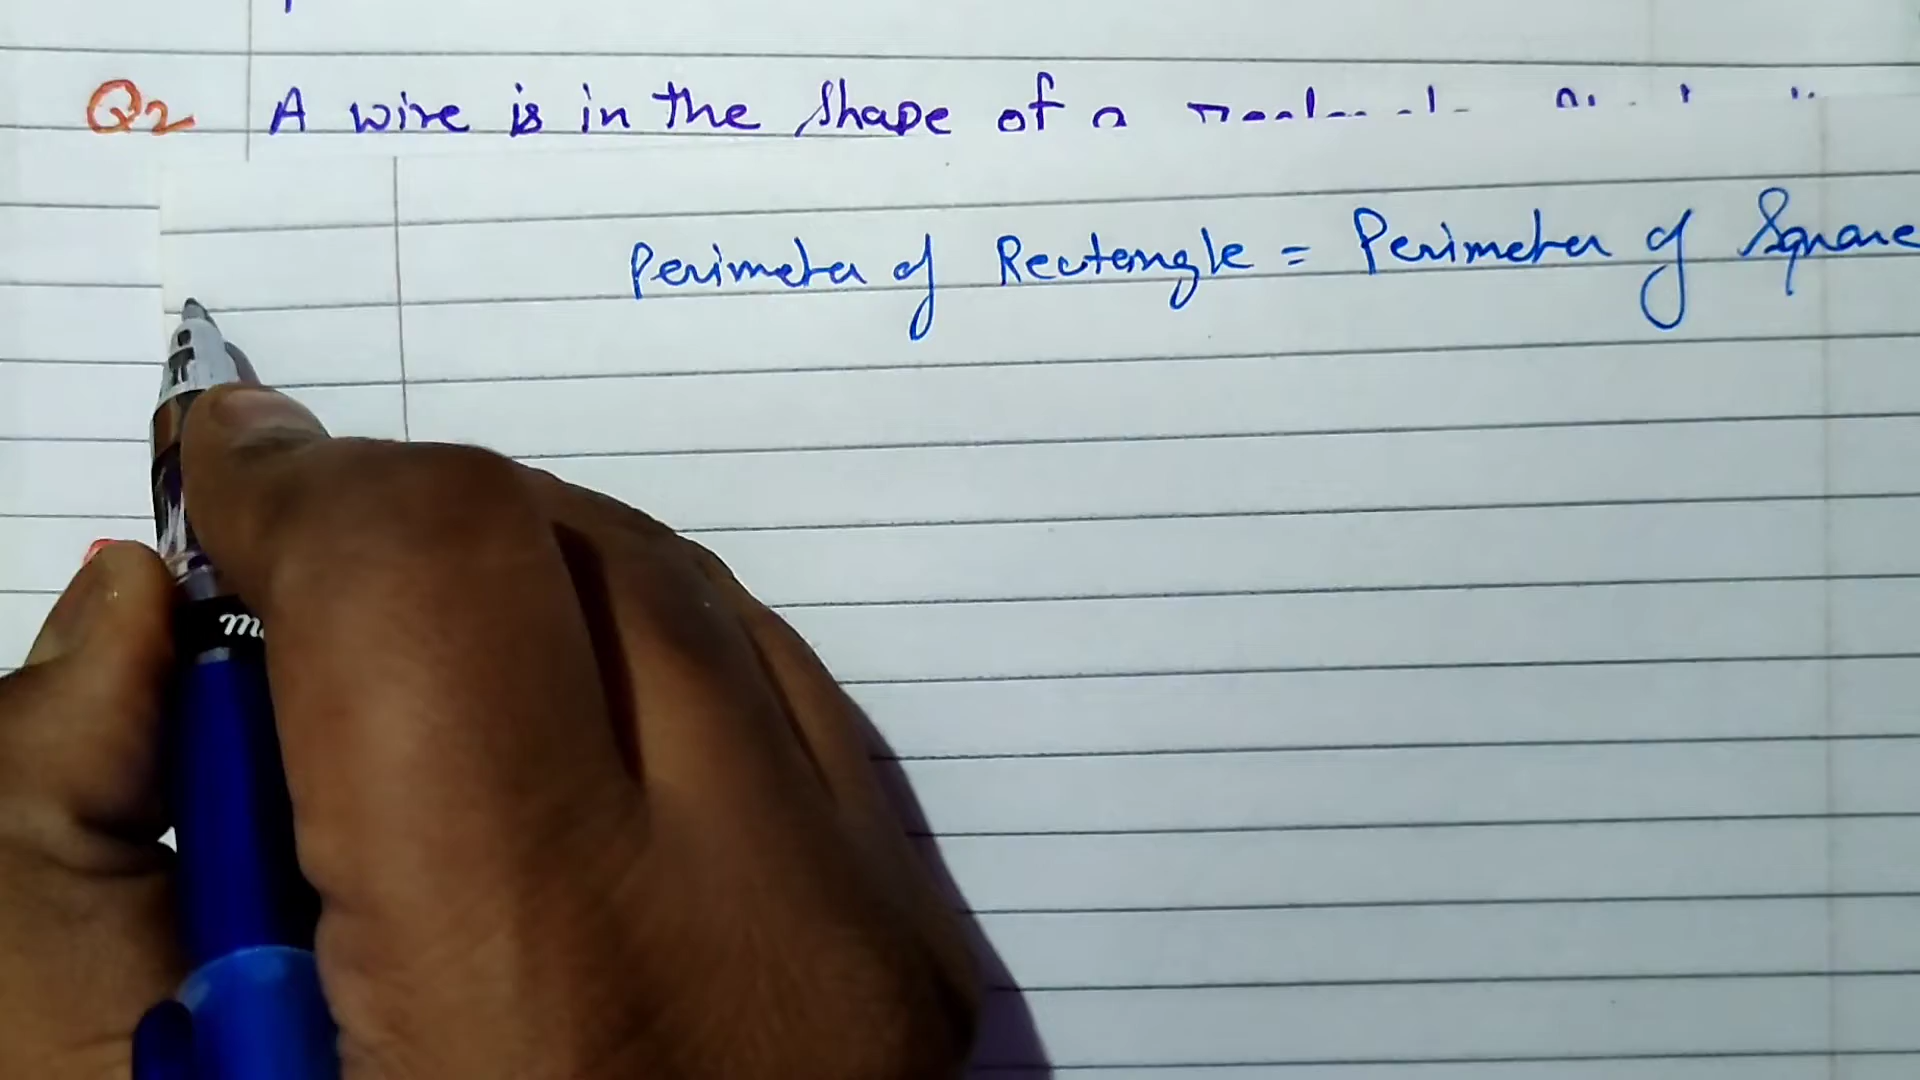 Q2 A wire is in the shape of a
Perimeter of Rectangle = Perimeter of Square